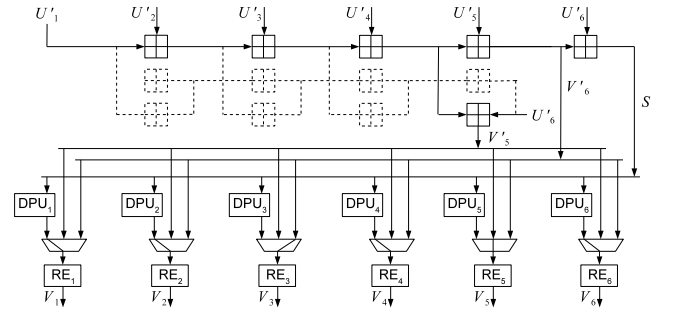 U'₁ U'₂ U'₃ U'₄ U'₅ U'₆
V'₆ S
U'₆
V'₅
DPU₁ DPU₂ DPU₃ DPU₄ DPU₅ DPU₆
RE₁ RE₂ RE₃ RE₄ RE₅ RE₆
V₁ V₂ V₃ V₄ V₅ V₆